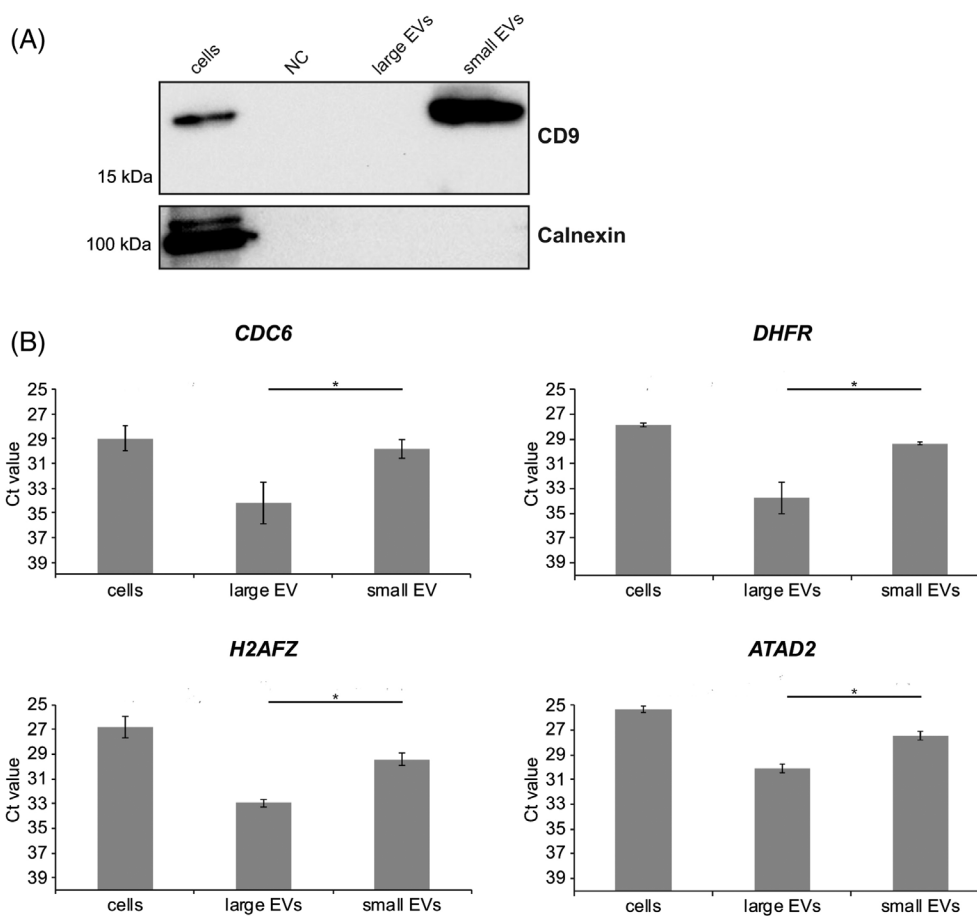 (A)
cells NC large EVs small EVs
CD9
15 kDa
100 kDa Calnexin
(B)
CDC6
25
27
29
31
33
35
37
39
Ct value
*
cells large EV small EV
DHFR
25
27
29
31
33
35
37
39
Ct value
*
cells large EVs small EVs
H2AFZ
25
27
29
31
33
35
37
39
Ct value
*
cells large EVs small EVs
ATAD2
25
27
29
31
33
35
37
39
Ct value
*
cells large EVs small EVs